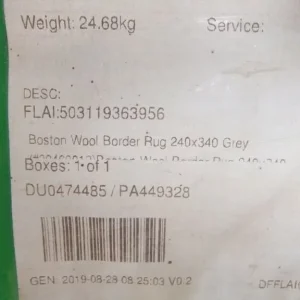 Weight: 24.68kg Service:
DESC:
FLAI:503119363956
Boston Wool Border Rug 240x340 Grey
Boxes: 1 of 1
DU0474485 / PA449328
GEN: 2019-08-28 08:25:03 V0.2
DFFLAI